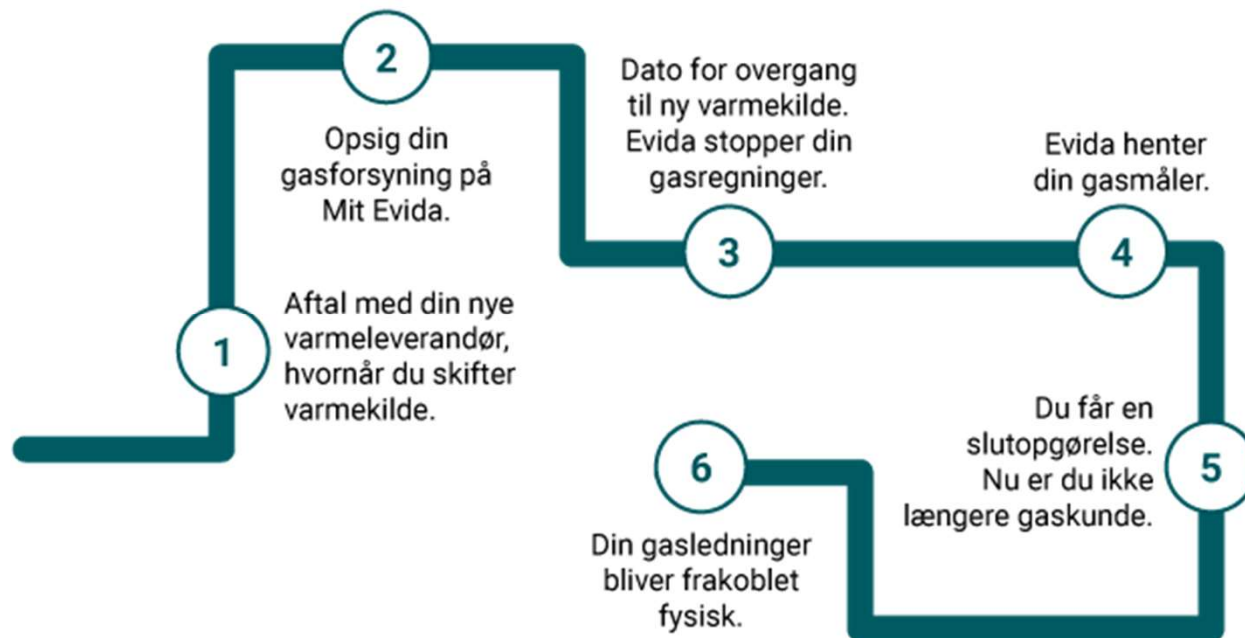 1
Aftal med din nye
varmeleverandør,
hvornår du skifter
varmekilde.
2
Opsig din
gasforsyning på
Mit Evida.
3
Dato for overgang
til ny varmekilde.
Evida stopper din
gasregninger.
4
Evida henter
din gasmåler.
5
Du får en
slutopgørelse.
Nu er du ikke
længere gaskunde.
6
Din gasledninger
bliver frakoblet
fysisk.